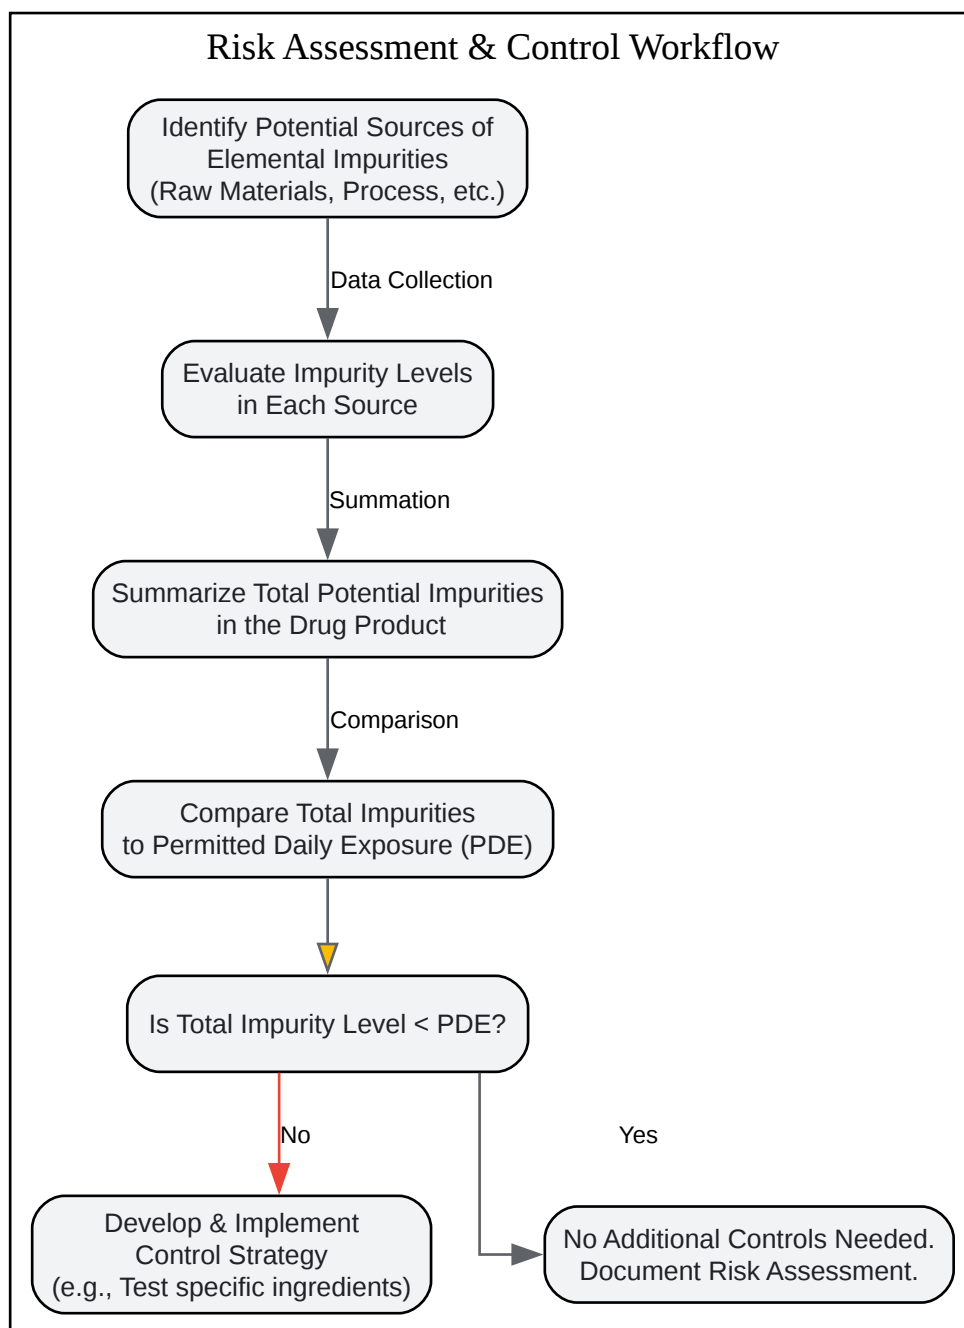 Risk Assessment & Control Workflow
Identify Potential Sources of
Elemental Impurities
(Raw Materials, Process, etc.)
Data Collection
Evaluate Impurity Levels
in Each Source
Summation
Summarize Total Potential Impurities
in the Drug Product
Comparison
Compare Total Impurities
to Permitted Daily Exposure (PDE)
Is Total Impurity Level < PDE?
No
Yes
Develop & Implement
Control Strategy
(e.g., Test specific ingredients)
No Additional Controls Needed.
Document Risk Assessment.